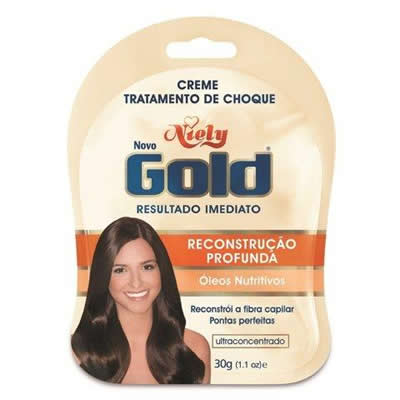 CREME
TRATAMENTO DE CHOQUE
Niely
Novo
Gold®
RESULTADO IMEDIATO
RECONSTRUÇÃO
PROFUNDA
Óleos Nutritivos
Reconstrói a fibra capilar
Pontas perfeitas
ultraconcentrado
30g (1.1 oz)e